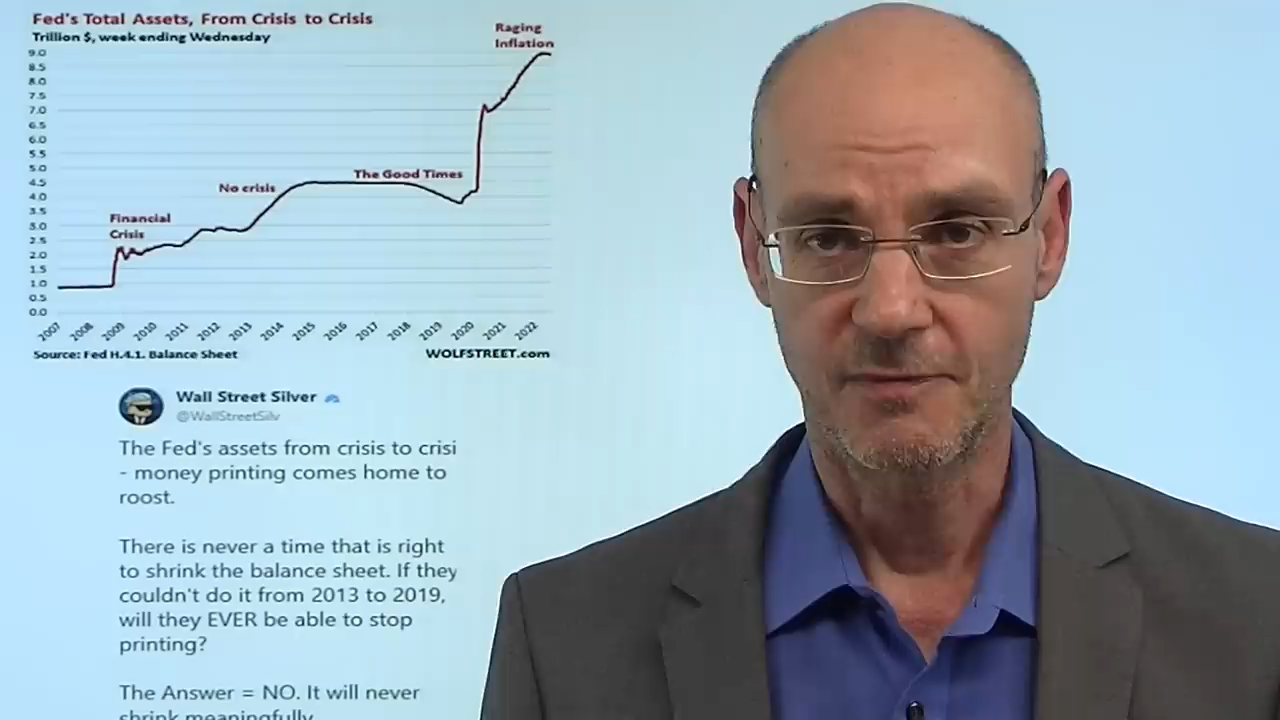 Fed's Total Assets, From Crisis to Crisis
Trillion $, week ending Wednesday
Raging
Inflation
9.0
8.5
8.0
7.5
7.0
6.5
6.0
5.5
5.0
4.5
4.0
3.5
3.0
2.5
2.0
1.5
1.0
0.5
0.0
The Good Times
No crisis
Financial
Crisis
2007 2008 2009 2010 2011 2012 2013 2014 2015 2016 2017 2018 2019 2020 2021 2022
Source: Fed H.4.1. Balance Sheet
WOLFSTREET.com
Wall Street Silver
@WallStreetSilv
The Fed's assets from crisis to crisi
- money printing comes home to
roost.
There is never a time that is right
to shrink the balance sheet. If they
couldn't do it from 2013 to 2019,
will they EVER be able to stop
printing?
The Answer = NO. It will never
shrink meaningfully